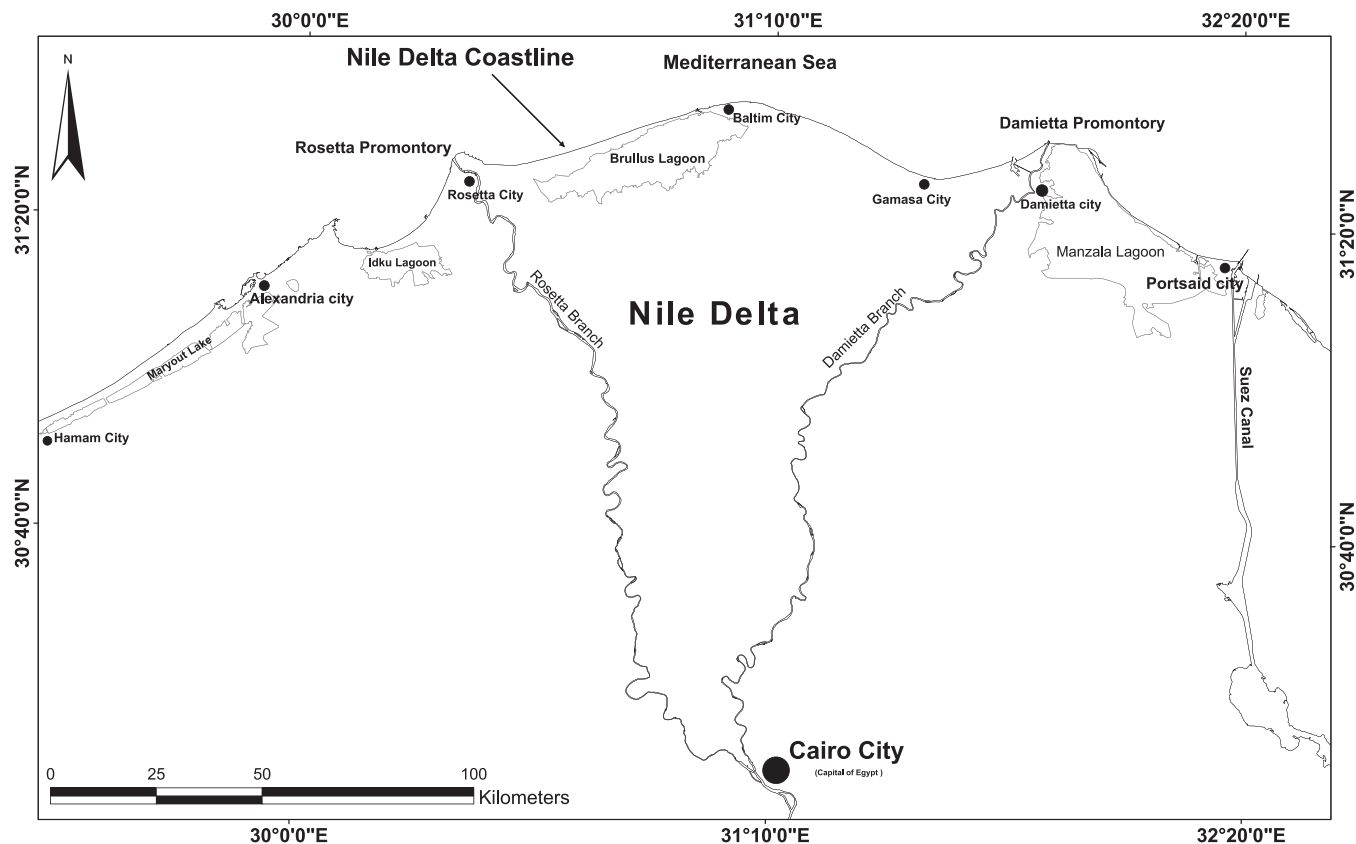 30°0'0"E
31°10'0"E
32°20'0"E
N
Nile Delta Coastline
Mediterranean Sea
Baltim City
Damietta Promontory
Rosetta Promontory
Brullus Lagoon
Rosetta City
Gamasa City
Damietta city
31°20'0"N
31°20'0"N
Idku Lagoon
Manzala Lagoon
Alexandria city
Portsaid city
Rosetta Branch
Nile Delta
Damietta Branch
Maryout Lake
Suez Canal
Hamam City
30°40'0"N
30°40'0"N
Cairo City
(Capital of Egypt )
0 25 50 100
Kilometers
30°0'0"E
31°10'0"E
32°20'0"E